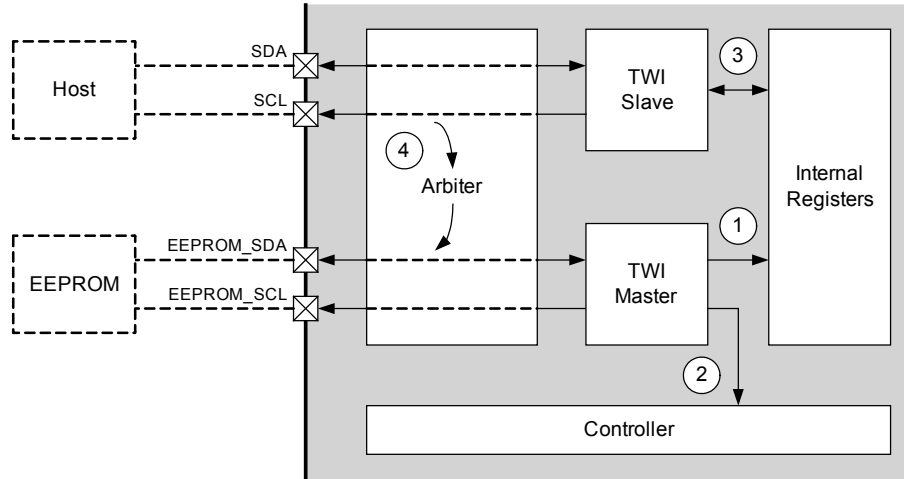 SDA
Host
SCL
TWI
Slave
3
4
Arbiter
Internal
Registers
1
EEPROM_SDA
EEPROM
EEPROM_SCL
TWI
Master
2
Controller